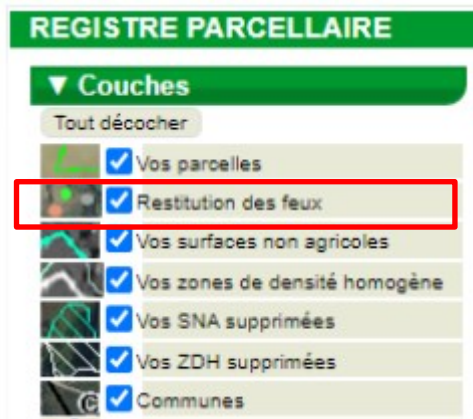 REGISTRE PARCELLAIRE
▼ Couches
Tout décocher
Vos parcelles
Restitution des feux
Vos surfaces non agricoles
Vos zones de densité homogène
Vos SNA supprimées
Vos ZDH supprimées
C Communes